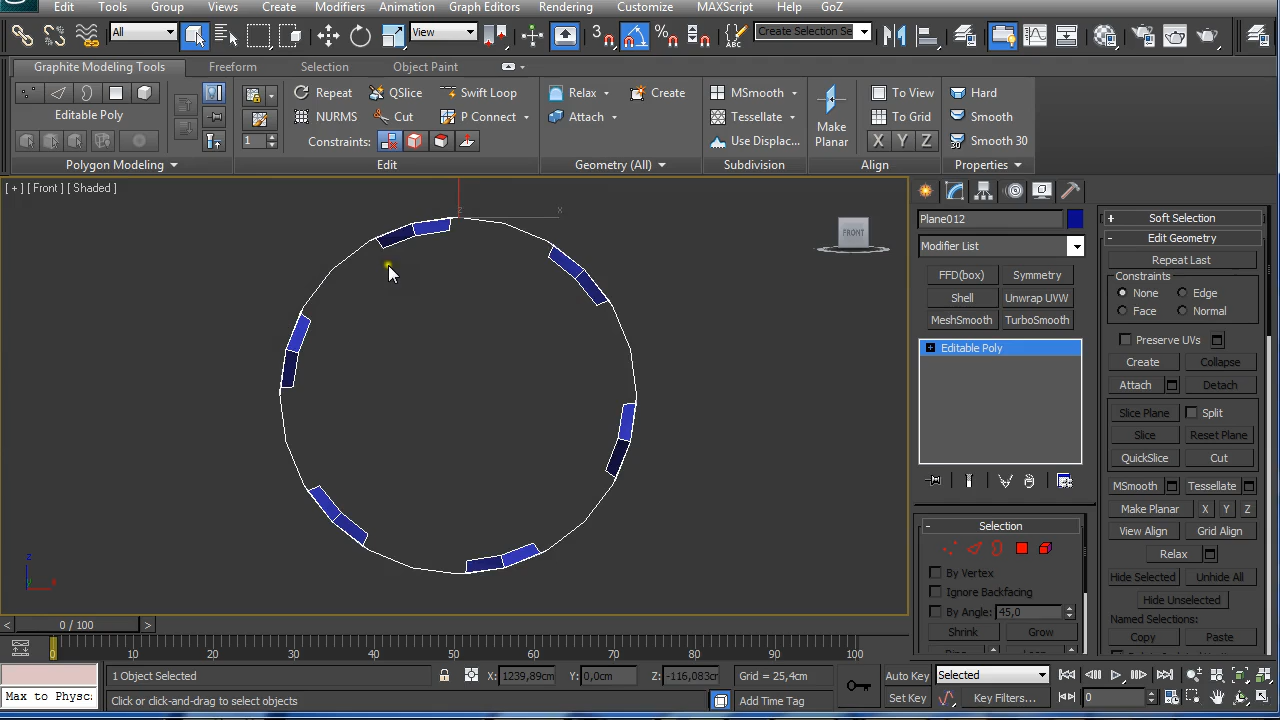 Edit Tools Group Views Create Modifiers Animation Graph Editors Rendering Customize MAXScript Help GoZ
All View 3 Create Selection Se
Graphite Modeling Tools Freeform Selection Object Paint
Repeat QSlice Swift Loop Relax Create MSmooth To View Hard
Editable Poly NURMS Cut P Connect Attach Tessellate Make Planar To Grid Smooth
1 Constraints: Use Displac... X Y Z Smooth 30
Polygon Modeling Edit Geometry (All) Subdivision Align Properties
[ + ] [ Front ] [ Shaded ]
FRONT
z x
z
y x
Plane012
Modifier List
FFD(box) Symmetry
Shell Unwrap UVW
MeshSmooth TurboSmooth
Editable Poly
Selection
By Vertex
Ignore Backfacing
By Angle: 45,0
Shrink Grow
+ Soft Selection
- Edit Geometry
Repeat Last
Constraints
None Edge
Face Normal
Preserve UVs
Create Collapse
Attach Detach
Slice Plane Split
Slice Reset Plane
QuickSlice Cut
MSmooth Tessellate
Make Planar X Y Z
View Align Grid Align
Relax
Hide Selected Unhide All
Hide Unselected
Named Selections:
Copy Paste
< 0 / 100 >
0 10 20 30 40 50 60 70 80 90 100
1 Object Selected X: 1239,89cm Y: 0,0cm Z: -116,083cm Grid = 25,4cm Auto Key Selected
Max to Physc: Click or click-and-drag to select objects Add Time Tag Set Key Key Filters... 0